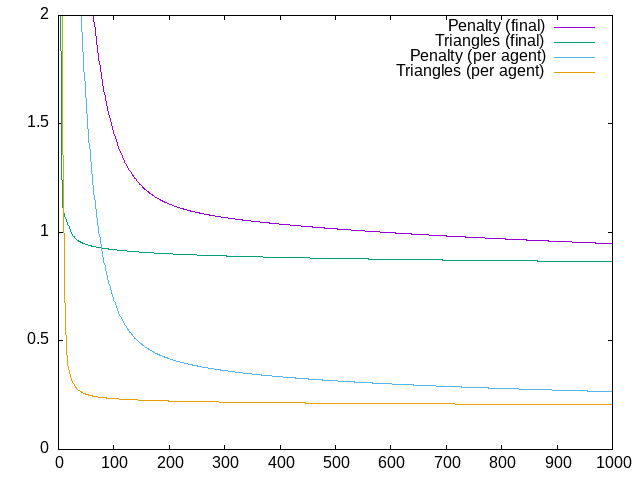 2
1.5
1
0.5
0
0 100 200 300 400 500 600 700 800 900 1000
Penalty (final)
Triangles (final)
Penalty (per agent)
Triangles (per agent)